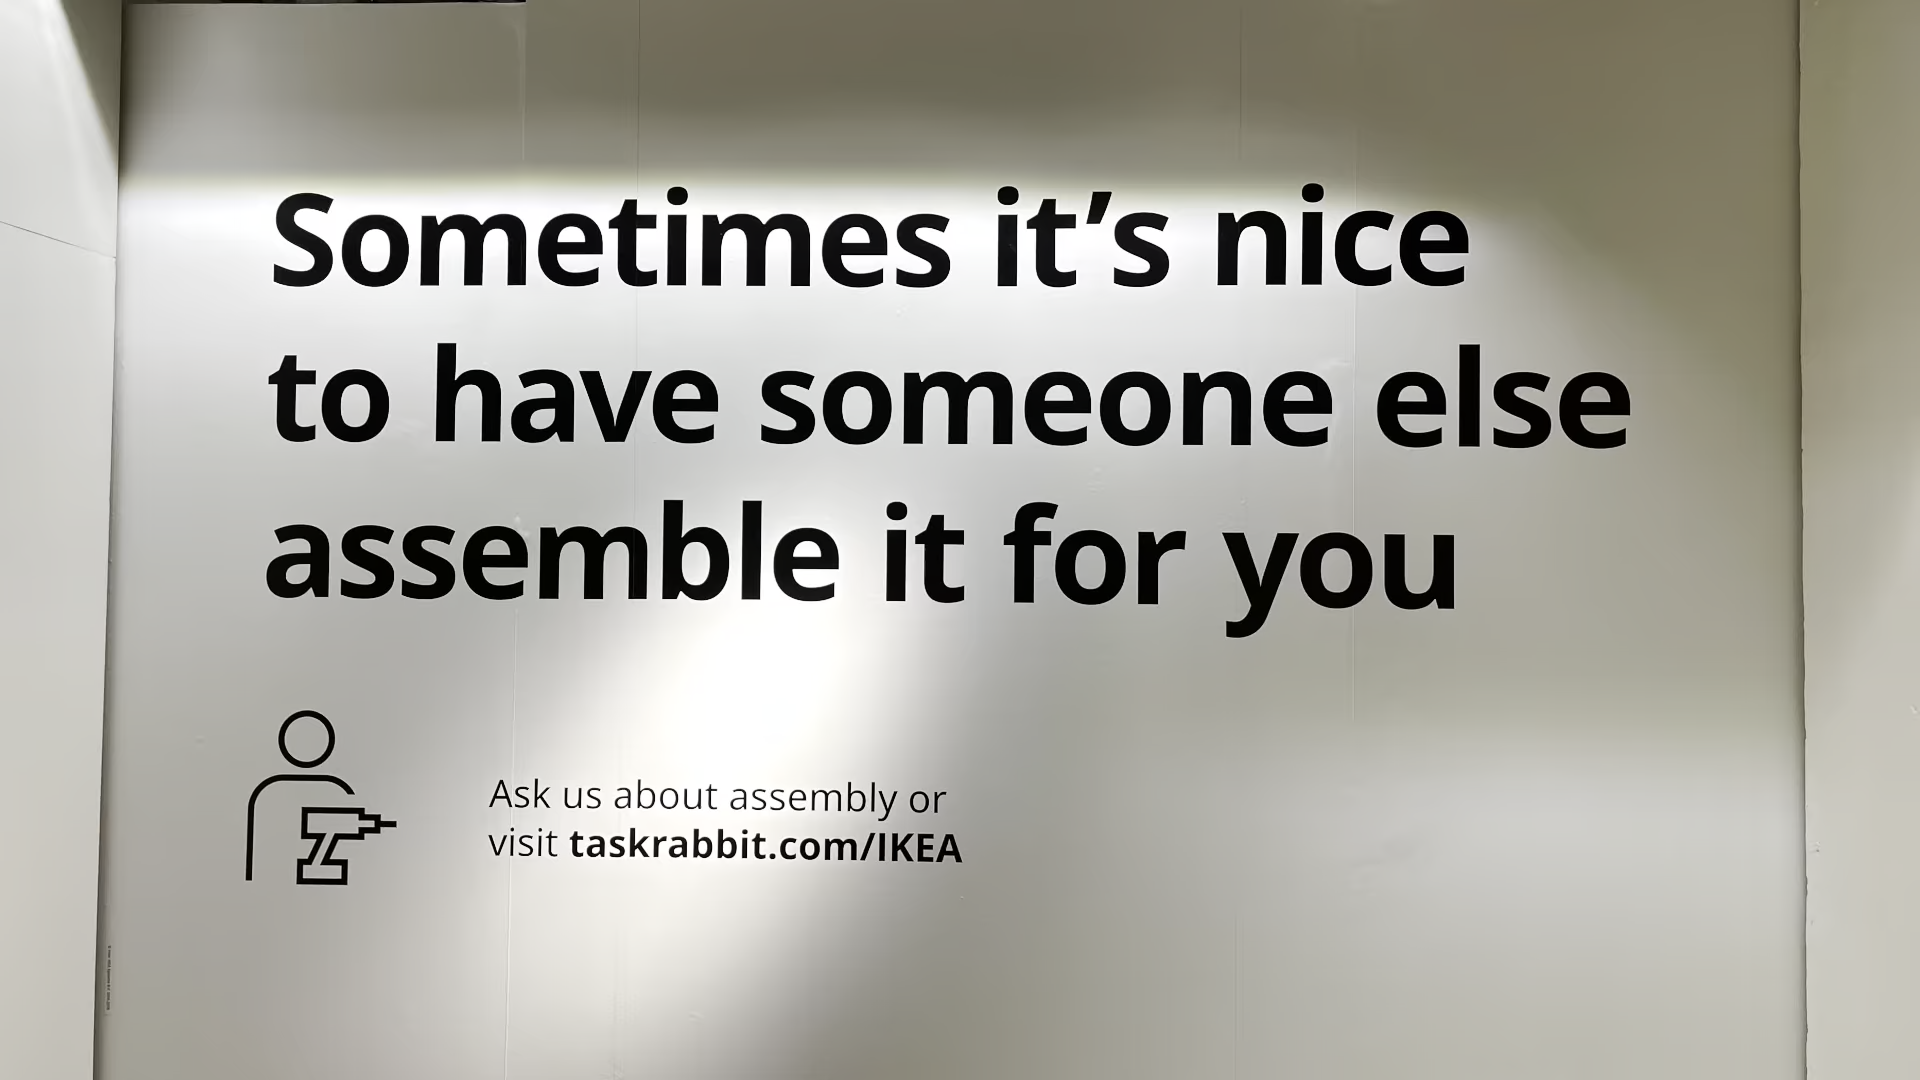 Sometimes it’s nice
to have someone else
assemble it for you
Ask us about assembly or
visit taskrabbit.com/IKEA